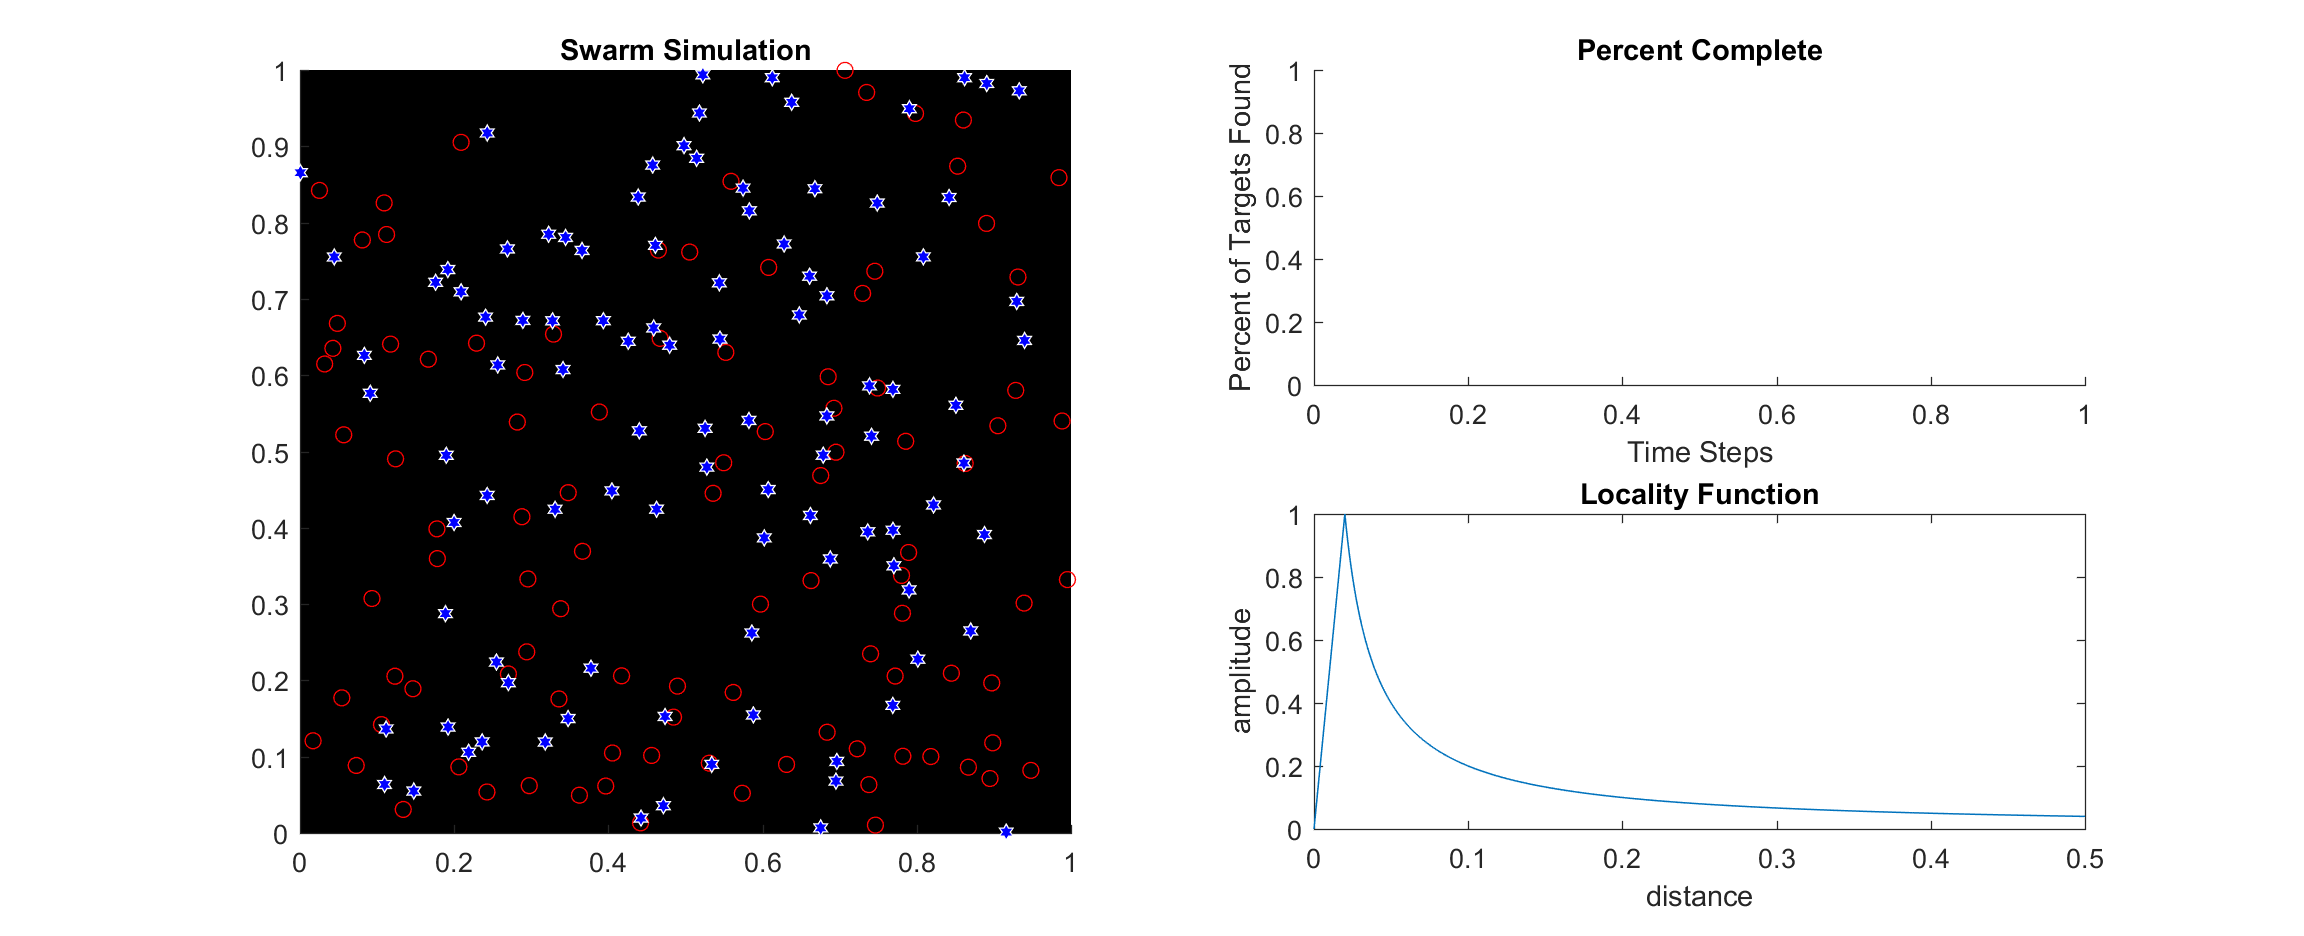 Swarm Simulation
1
0.9
0.8
0.7
0.6
0.5
0.4
0.3
0.2
0.1
0
0 0.2 0.4 0.6 0.8 1
Percent Complete
Percent of Targets Found
1
0.8
0.6
0.4
0.2
0
0 0.2 0.4 0.6 0.8 1
Time Steps
Locality Function
amplitude
1
0.8
0.6
0.4
0.2
0
0 0.1 0.2 0.3 0.4 0.5
distance